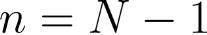 n = N − 1